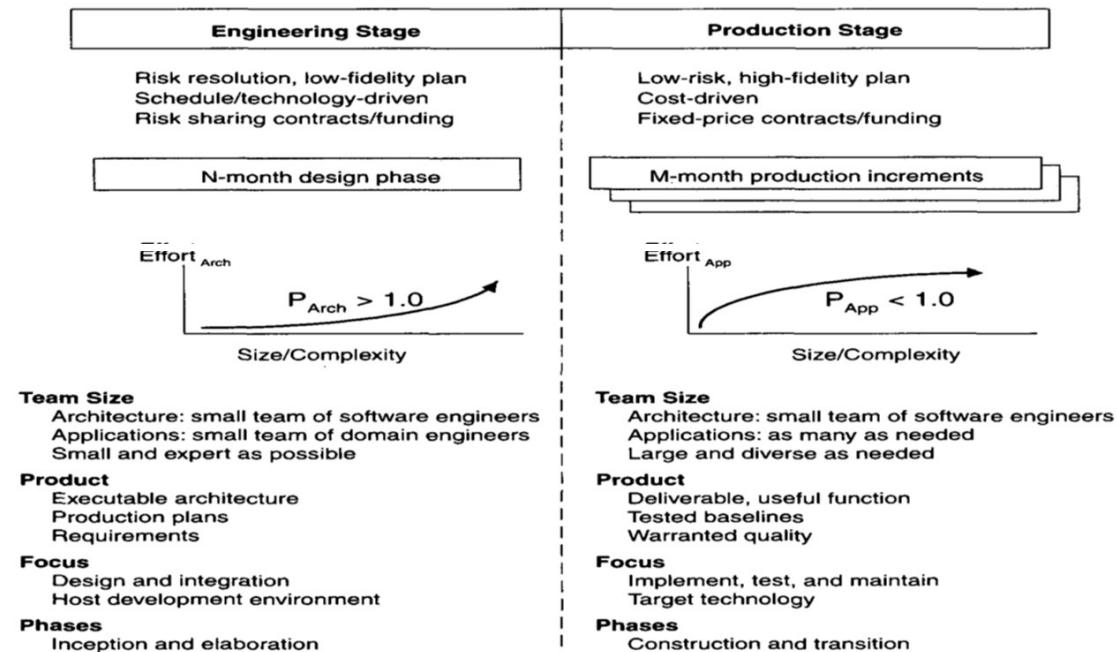 Engineering Stage
Production Stage
Risk resolution, low-fidelity plan
Schedule/technology-driven
Risk sharing contracts/funding
Low-risk, high-fidelity plan
Cost-driven
Fixed-price contracts/funding
N-month design phase
M-month production increments
Effort Arch
P Arch > 1.0
Size/Complexity
Effort App
P App < 1.0
Size/Complexity
Team Size
Architecture: small team of software engineers
Applications: small team of domain engineers
Small and expert as possible
Product
Executable architecture
Production plans
Requirements
Focus
Design and integration
Host development environment
Phases
Inception and elaboration
Team Size
Architecture: small team of software engineers
Applications: as many as needed
Large and diverse as needed
Product
Deliverable, useful function
Tested baselines
Warranted quality
Focus
Implement, test, and maintain
Target technology
Phases
Construction and transition